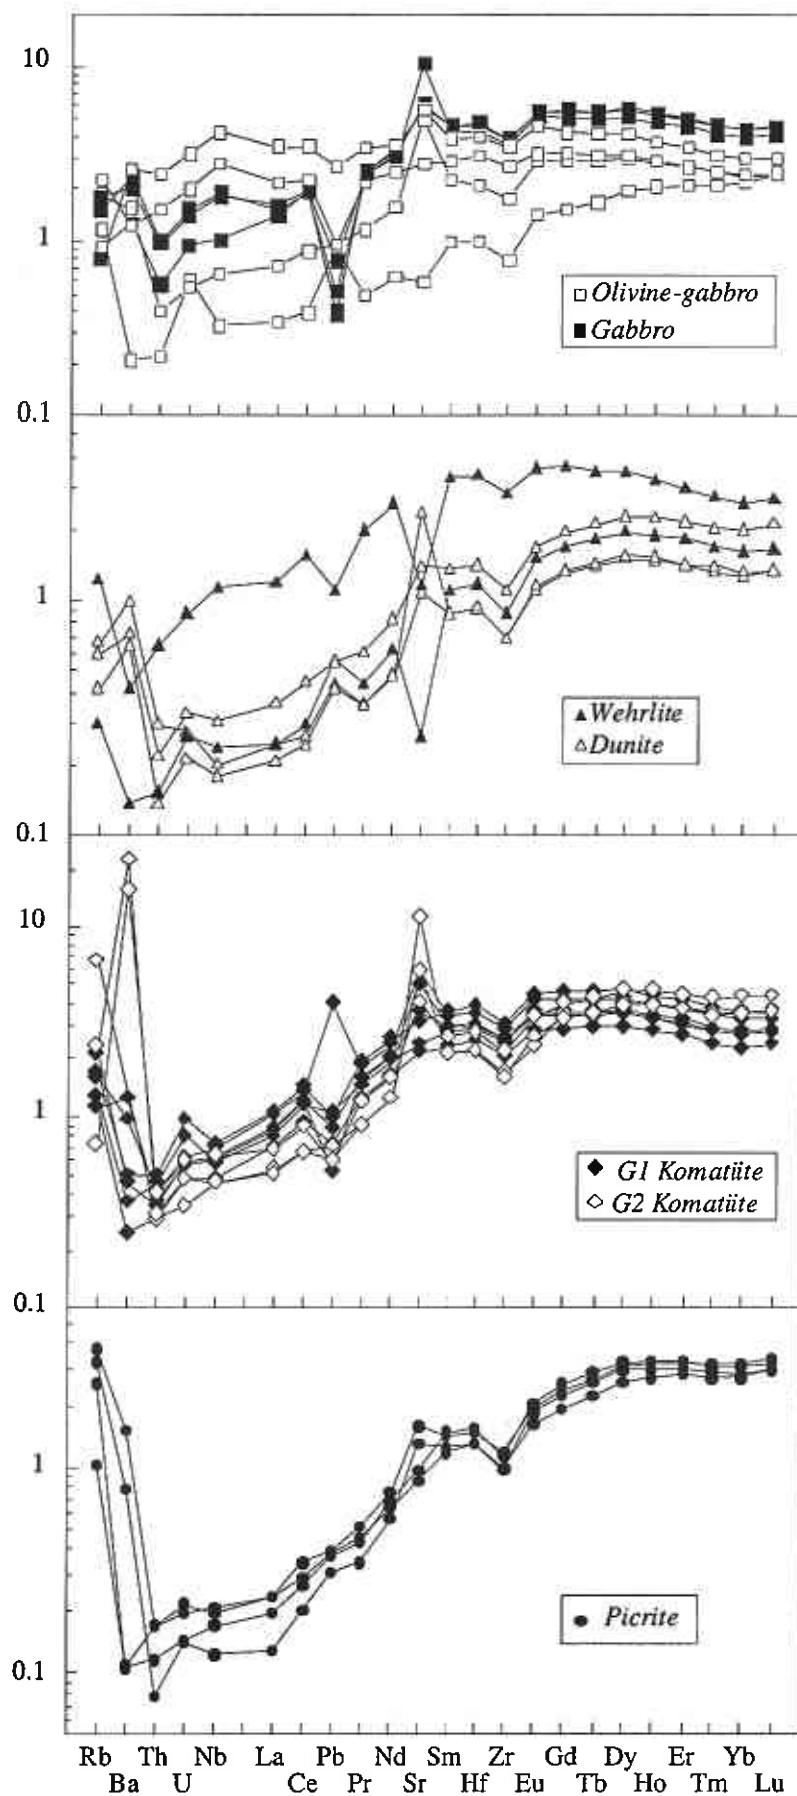 10
1
□ Olivine-gabbro
■ Gabbro
0.1
1
▲ Wehrlite
△ Dunite
0.1
10
1
◆ G1 Komatüte
◇ G2 Komatüte
0.1
1
● Picrite
0.1
Rb Th Nb La Pb Nd Sm Zr Gd Dy Er Yb
Ba U Ce Pr Sr Hf Eu Tb Ho Tm Lu